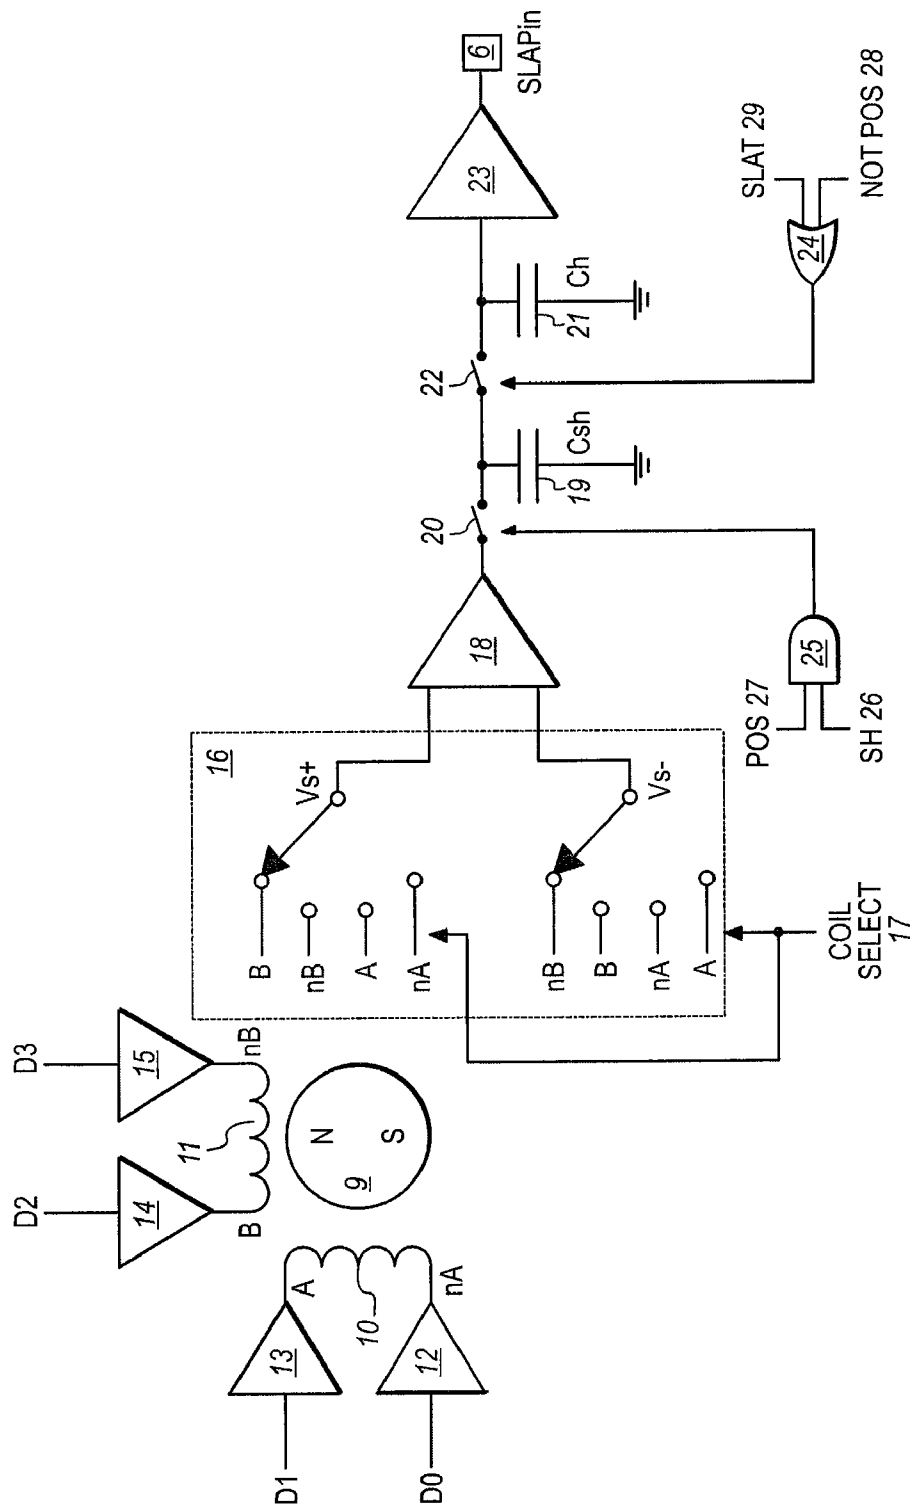 D1
D0
13
12
A
nA
10
D2
D3
14
15
B
nB
11
9
N
S
16
B
nB
A
nA
Vs+
nB
B
nA
A
Vs-
COIL
SELECT
17
18
20
19
Csh
22
21
Ch
23
6
SLAPin
POS 27
SH 26
25
24
SLAT 29
NOT POS 28